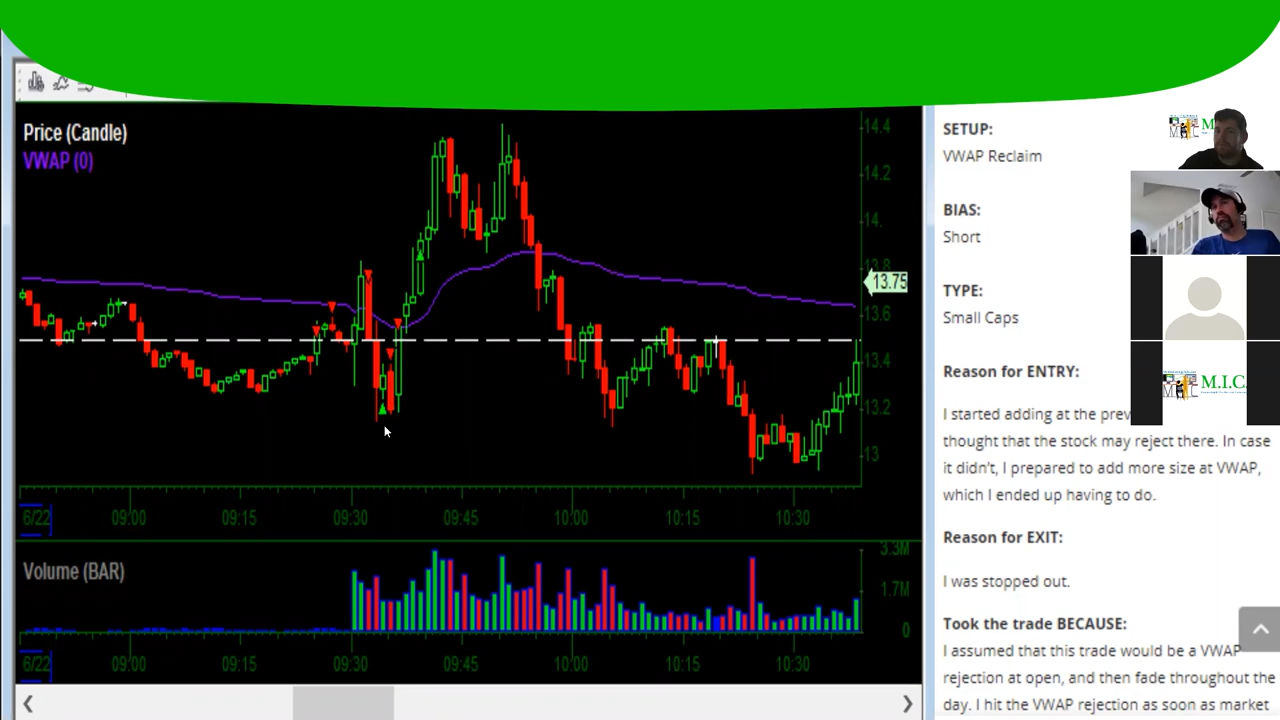 Price (Candle)
VWAP (0)
14.4
14.2
14
13.8
13.75
13.6
13.4
13.2
13
6/22
09:00
09:15
09:30
09:45
10:00
10:15
10:30
Volume (BAR)
3.3M
1.7M
0
6/22
09:00
09:15
09:30
09:45
10:00
10:15
10:30
SETUP:
VWAP Reclaim
BIAS:
Short
TYPE:
Small Caps
Reason for ENTRY:
I started adding at the prev
thought that the stock may reject there. In case
it didn't, I prepared to add more size at VWAP,
which I ended up having to do.
Reason for EXIT:
I was stopped out.
Took the trade BECAUSE:
I assumed that this trade would be a VWAP
rejection at open, and then fade throughout the
day. I hit the VWAP rejection as soon as market
M.I.C.